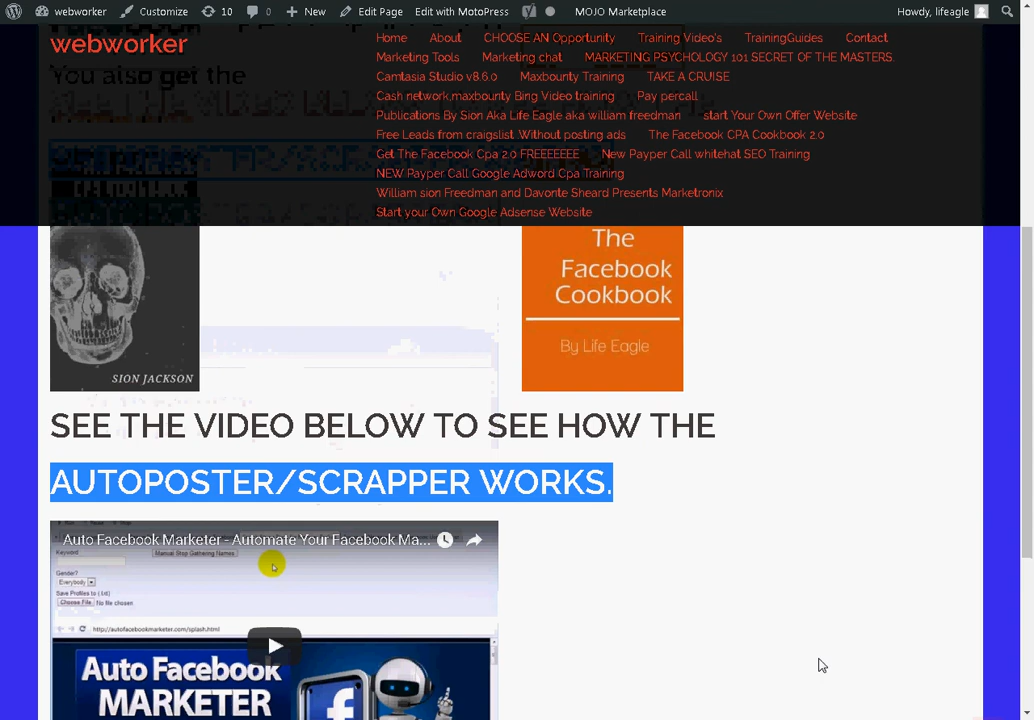 webworker Customize 10 0 New Edit Page Edit with MotoPress MOJO Marketplace Howdy, lifeagle
webworker
Home About CHOOSE AN Opportunity Training Video's TrainingGuides Contact
Marketing Tools Marketing chat MARKETING PSYCHOLOGY 101 SECRET OF THE MASTERS.
Camtasia Studio v8.6.0 Maxbounty Training TAKE A CRUISE
Cash network,maxbounty Bing Video training Pay percall
Publications By Sion Aka Life Eagle aka william freedman start Your Own Offer Website
Free Leads from craigslist Without posting ads The Facebook CPA Cookbook 2.0
Get The Facebook Cpa 2.0 FREEEEEEE New Payper Call whitehat SEO Training
NEW Payper Call Google Adword Cpa Training
William sion Freedman and Davonte Sheard Presents Marketronix
Start your Own Google Adsense Website
You also get the
SION JACKSON
The
Facebook
Cookbook
By Life Eagle
SEE THE VIDEO BELOW TO SEE HOW THE
AUTOPOSTER/SCRAPPER WORKS.
Auto Facebook Marketer - Automate Your Facebook Ma...
Keyword
Manual Stop Gathering Names
Gender?
Everybody
Save Profiles to (.txt)
Choose File No file chosen
http://autofacebookmarketer.com/splash.html
Auto Facebook
MARKETER
f